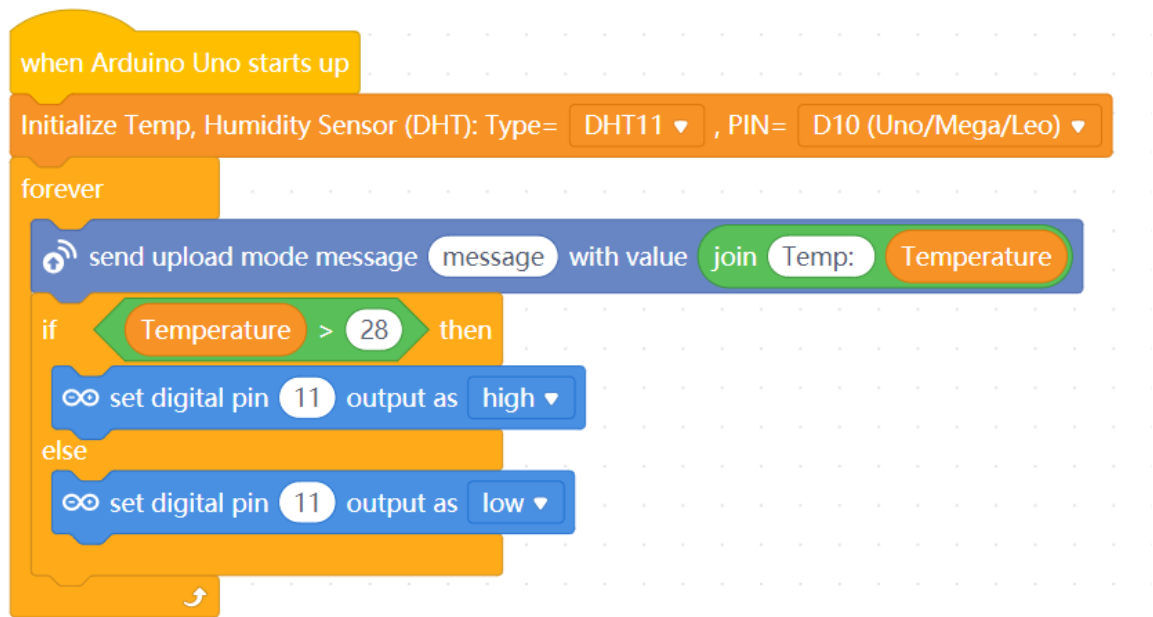 when Arduino Uno starts up
Initialize Temp, Humidity Sensor (DHT): Type= DHT11 , PIN= D10 (Uno/Mega/Leo)
forever
send upload mode message message with value join Temp: Temperature
if Temperature > 28 then
set digital pin 11 output as high
else
set digital pin 11 output as low